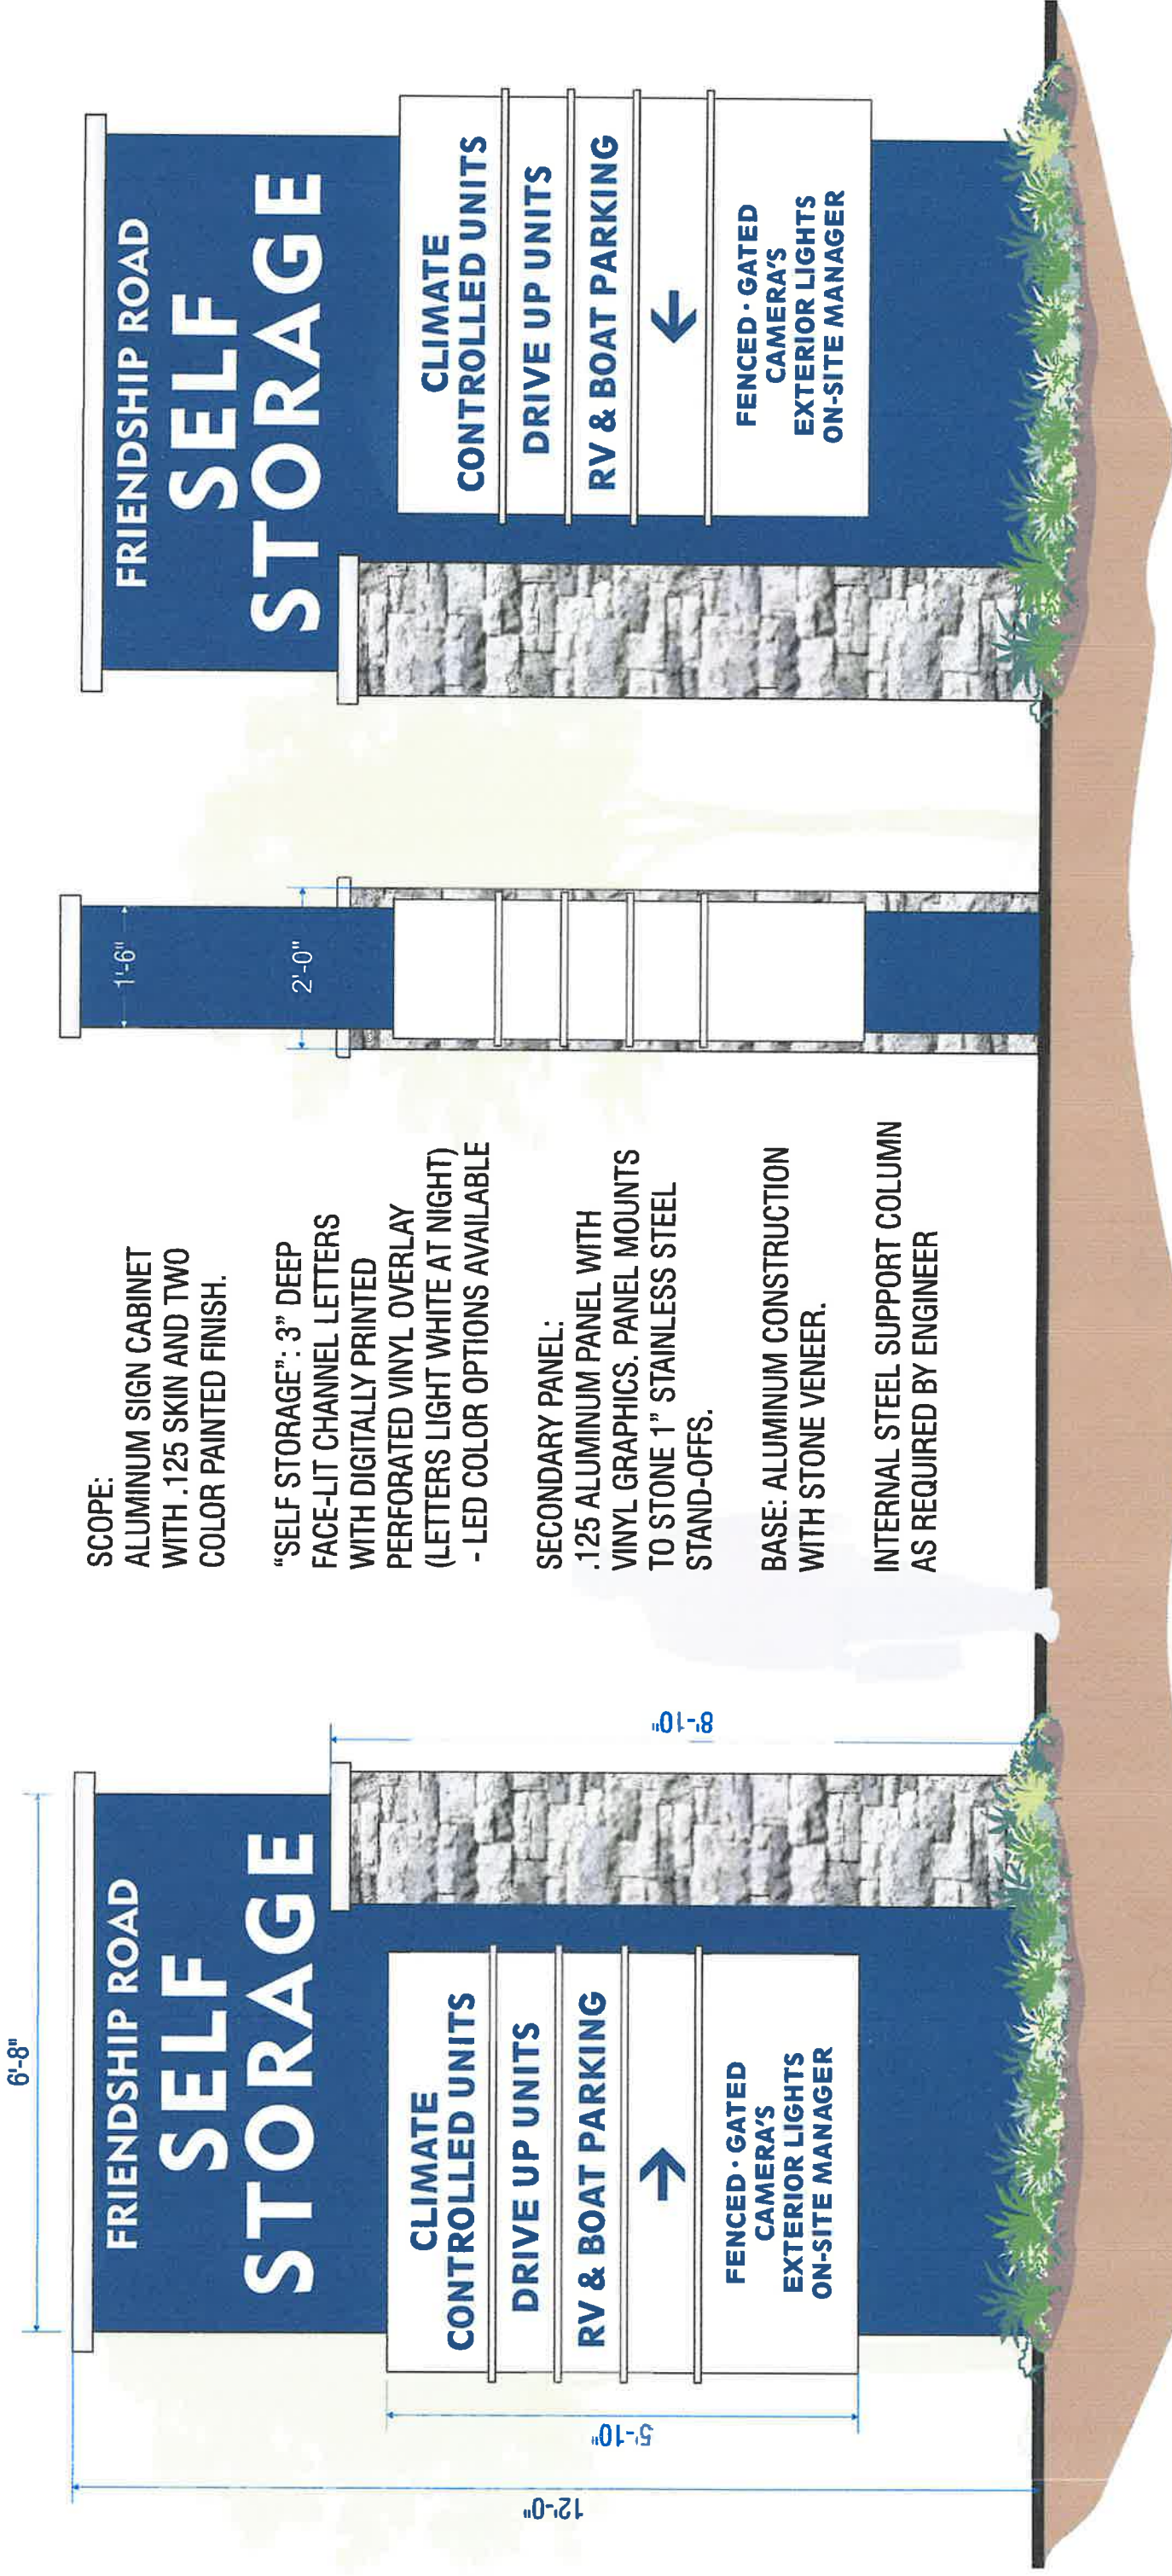 6'-8"
12'-0"
5'-10"
FRIENDSHIP ROAD
SELF
STORAGE
CLIMATE
CONTROLLED UNITS
DRIVE UP UNITS
RV & BOAT PARKING
→
FENCED · GATED
CAMERA'S
EXTERIOR LIGHTS
ON-SITE MANAGER
8'-10"
SCOPE:
ALUMINUM SIGN CABINET
WITH .125 SKIN AND TWO
COLOR PAINTED FINISH.
“SELF STORAGE”: 3” DEEP
FACE-LIT CHANNEL LETTERS
WITH DIGITALLY PRINTED
PERFORATED VINYL OVERLAY
(LETTERS LIGHT WHITE AT NIGHT)
- LED COLOR OPTIONS AVAILABLE
SECONDARY PANEL:
.125 ALUMINUM PANEL WITH
VINYL GRAPHICS. PANEL MOUNTS
TO STONE 1” STAINLESS STEEL
STAND-OFFS.
BASE: ALUMINUM CONSTRUCTION
WITH STONE VENEER.
INTERNAL STEEL SUPPORT COLUMN
AS REQUIRED BY ENGINEER
1'-6"
2'-0"
FRIENDSHIP ROAD
SELF
STORAGE
CLIMATE
CONTROLLED UNITS
DRIVE UP UNITS
RV & BOAT PARKING
←
FENCED · GATED
CAMERA'S
EXTERIOR LIGHTS
ON-SITE MANAGER